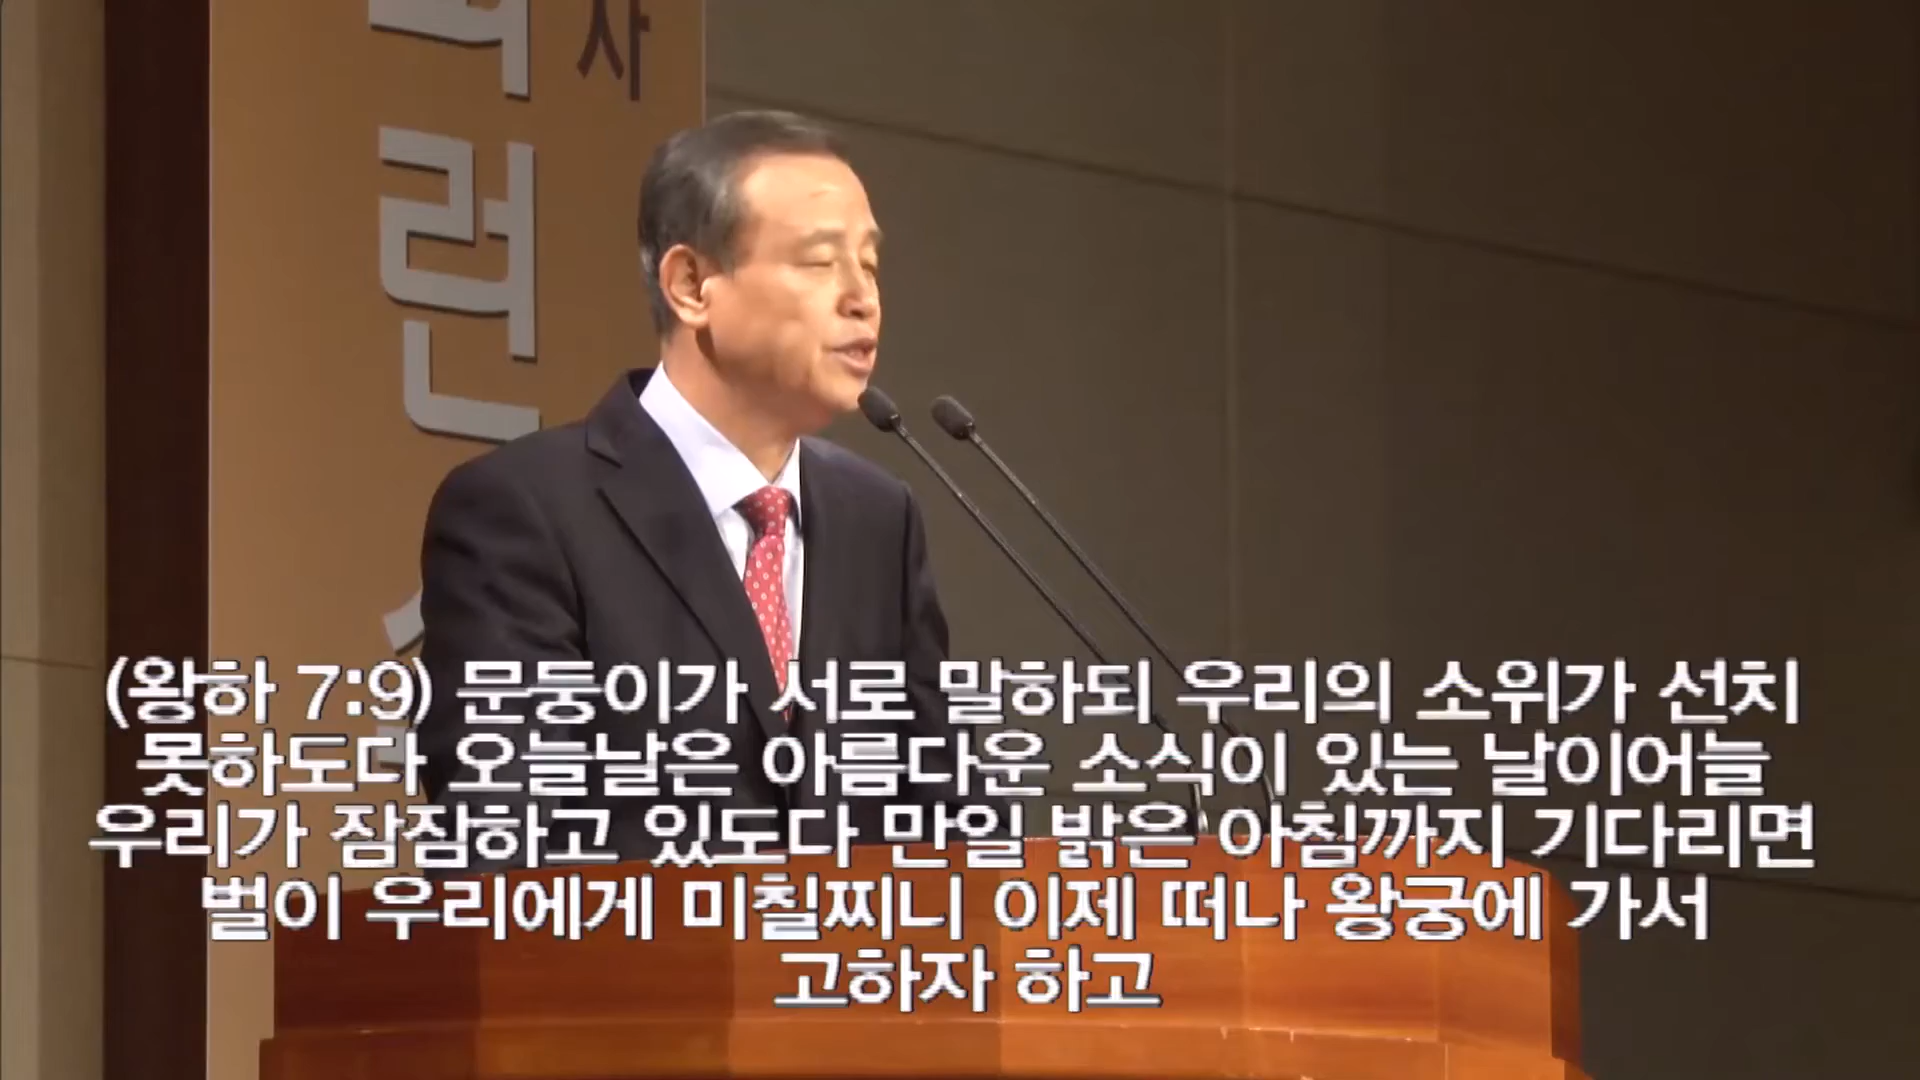 사
련
(왕하 7:9) 문둥이가 서로 말하되 우리의 소위가 선치
못하도다 오늘날은 아름다운 소식이 있는 날이어늘
우리가 잠잠하고 있도다 만일 밝은 아침까지 기다리면
벌이 우리에게 미칠찌니 이제 떠나 왕궁에 가서
고하자 하고